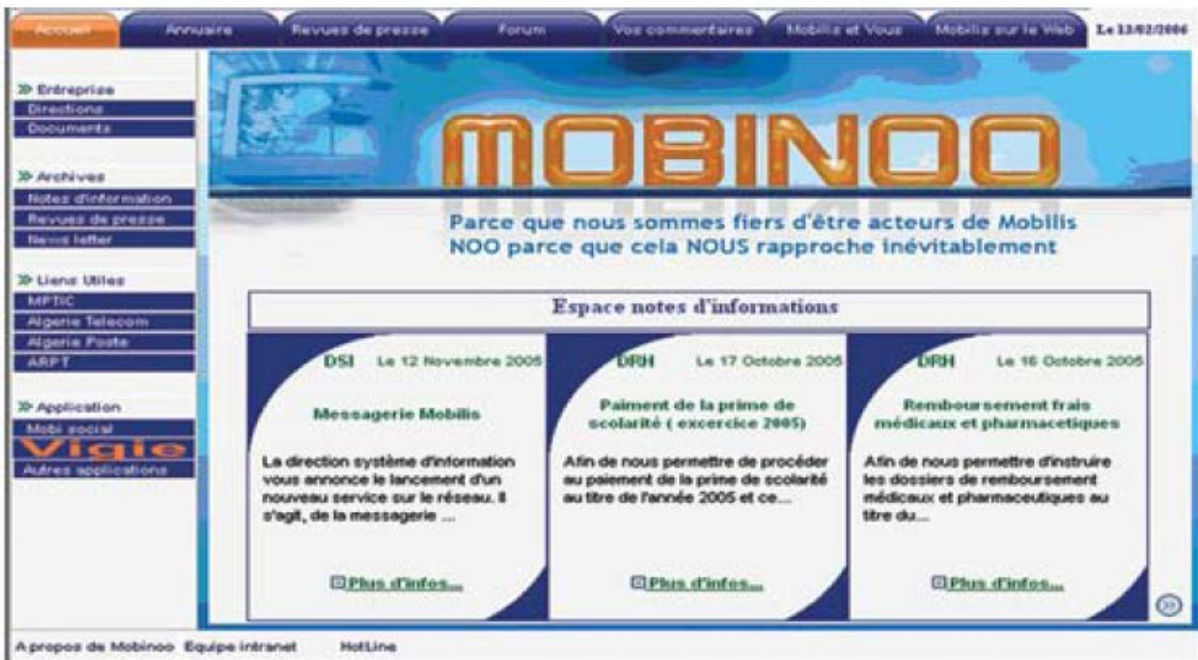 Accueil
Annuaire
Revues de presse
Forum
Vos commentaires
Mobilis et Vous
Mobilis sur le Web
Le 13/02/2006
Entreprise
Directions
Documents
Archives
Notes d'information
Revues de presse
News letter
Liens Utiles
MPTIC
Algerie Telecom
Algerie Poste
ARPT
Application
Mobi social
Vigie
Autres applications
MOBINOO
Parce que nous sommes fiers d'être acteurs de Mobilis
NOO parce que cela NOUS rapproche inévitablement
Espace notes d'informations
DSI Le 12 Novembre 2005
Messagerie Mobilis
La direction système d'information
vous annonce le lancement d'un
nouveau service sur le réseau. Il
s'agit, de la messagerie ...
Plus d'infos...
DRH Le 17 Octobre 2005
Paiment de la prime de
scolarité ( excercice 2005)
Afin de nous permettre de procéder
au paiement de la prime de scolarité
au titre de l'année 2005 et ce...
Plus d'infos...
DRH Le 16 Octobre 2005
Remboursement frais
médicaux et pharmacetiques
Afin de nous permettre d'instruire
les dossiers de remboursement
médicaux et pharmaceutiques au
titre du...
Plus d'infos...
A propos de Mobinoo Equipe intranet HotLine